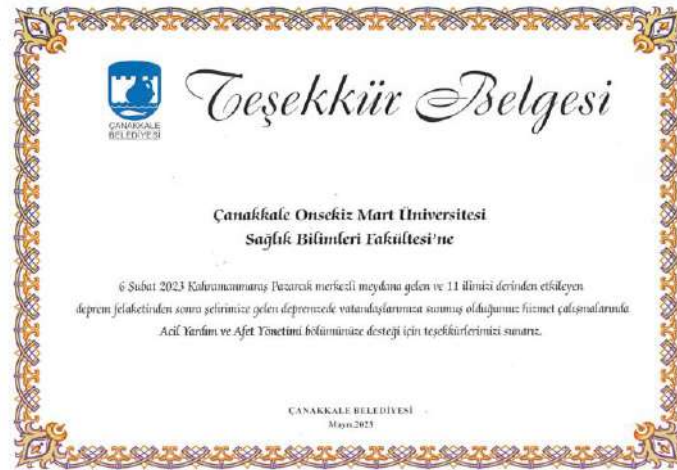 ÇANAKKALE
BELEDİYESİ
Teşekkür Belgesi
Çanakkale Onsekiz Mart Üniversitesi
Sağlık Bilimleri Fakültesi'ne
6 Şubat 2023 Kahramanmaraş Pazarcık merkezli meydana gelen ve 11 ilimizi derinden etkileyen
deprem felaketinden sonra şehrimize gelen depremzede vatandaşlarımıza sunmuş olduğumuz hizmet çalışmalarında
Acil Yardım ve Afet Yönetimi bölümünüze desteği için teşekkürlerimizi sunarız.
ÇANAKKALE BELEDİYESİ
Mayıs.2023